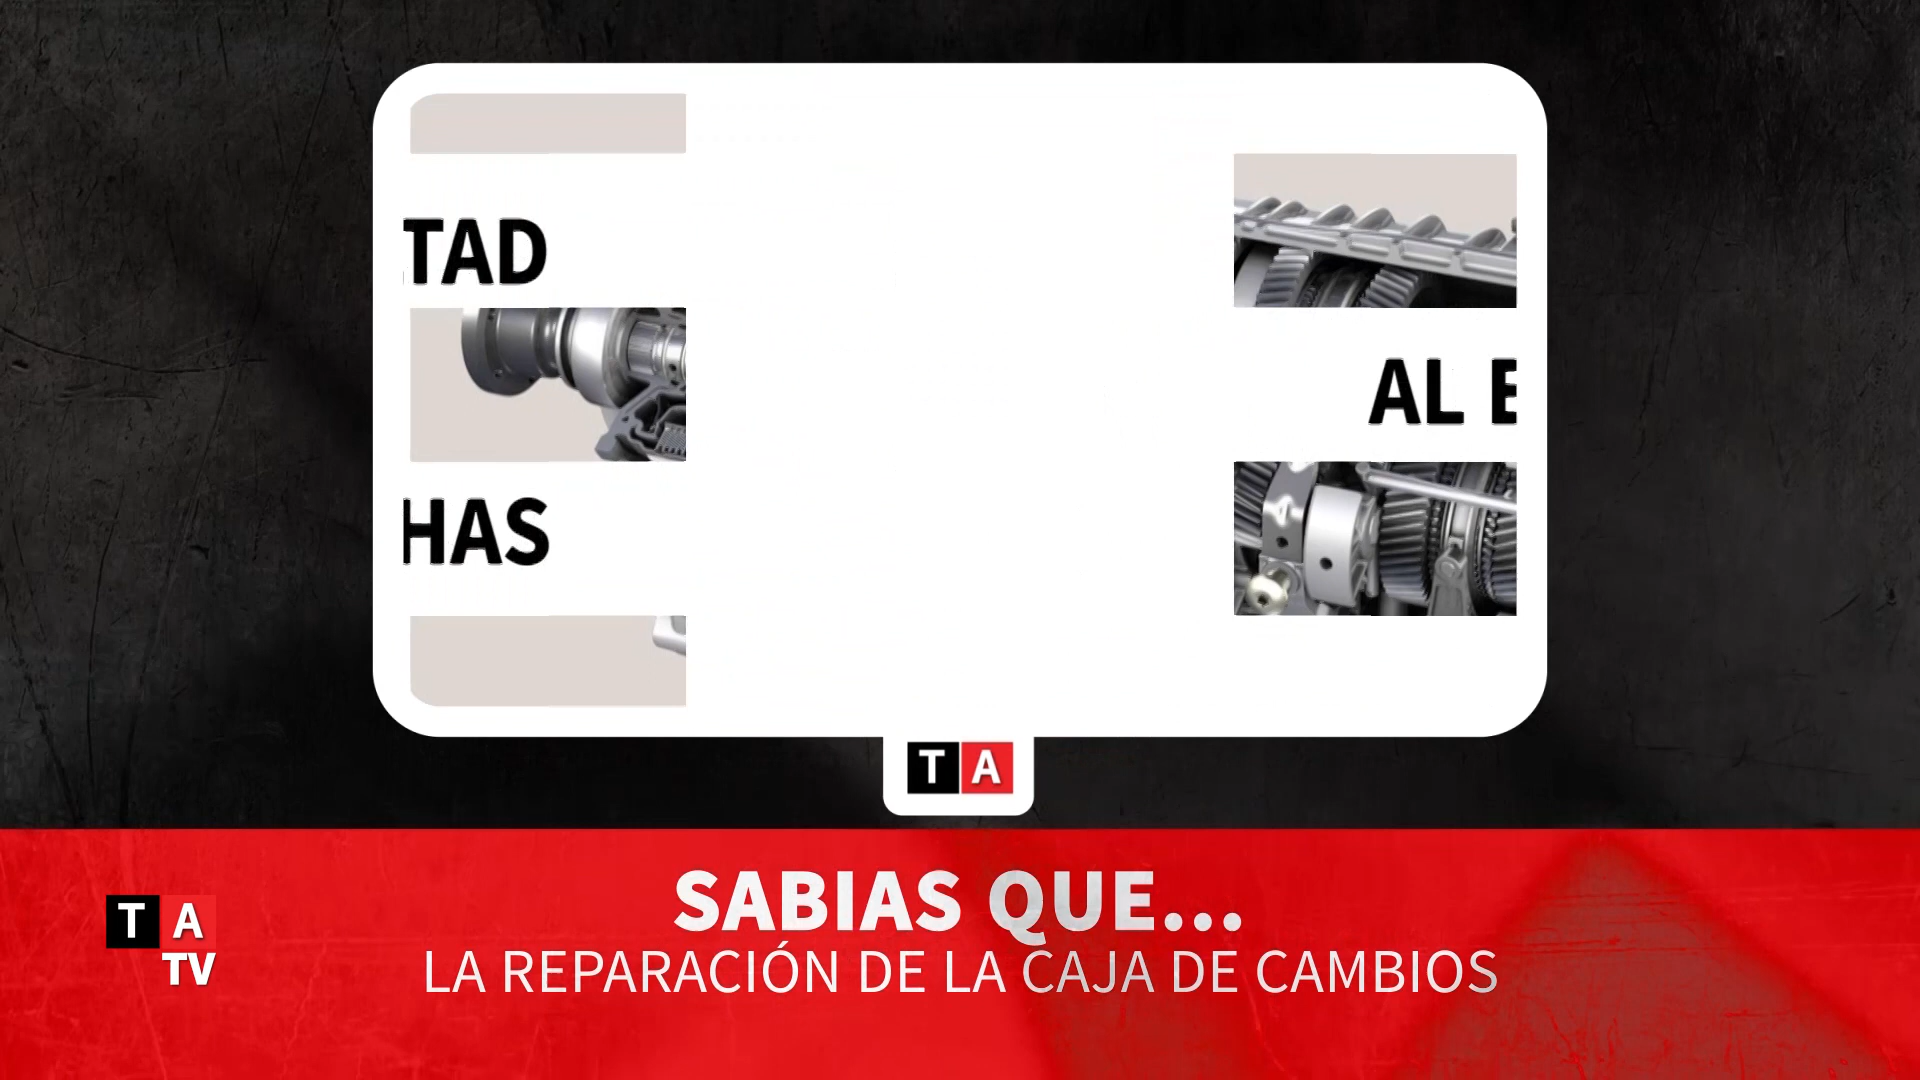 TAD
AL
HAS
T A
SABIAS QUE...
LA REPARACIÓN DE LA CAJA DE CAMBIOS
T A
TV